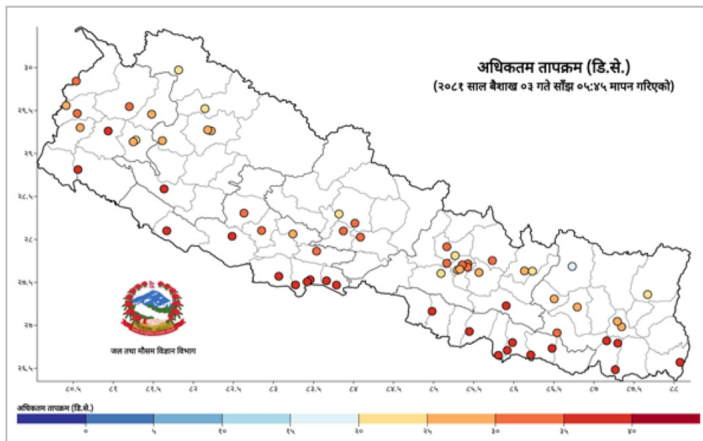 अधिकतम तापक्रम (डि.से.)
(२०८१ साल बैशाख ०३ गते साँझ ०५:४५ मापन गरिएको)
३०
२९.५
२९
२८.५
२८
२७.५
२७
२६.५
जल तथा मौसम विज्ञान विभाग
८०.५ ८१ ८१.५ ८२ ८२.५ ८३ ८३.५ ८४ ८४.५ ८५ ८५.५ ८६ ८६.५ ८७ ८७.५ ८८
अधिकतम तापक्रम (डि.से.)
० ५ १० १५ २० २५ ३० ३५ ४०